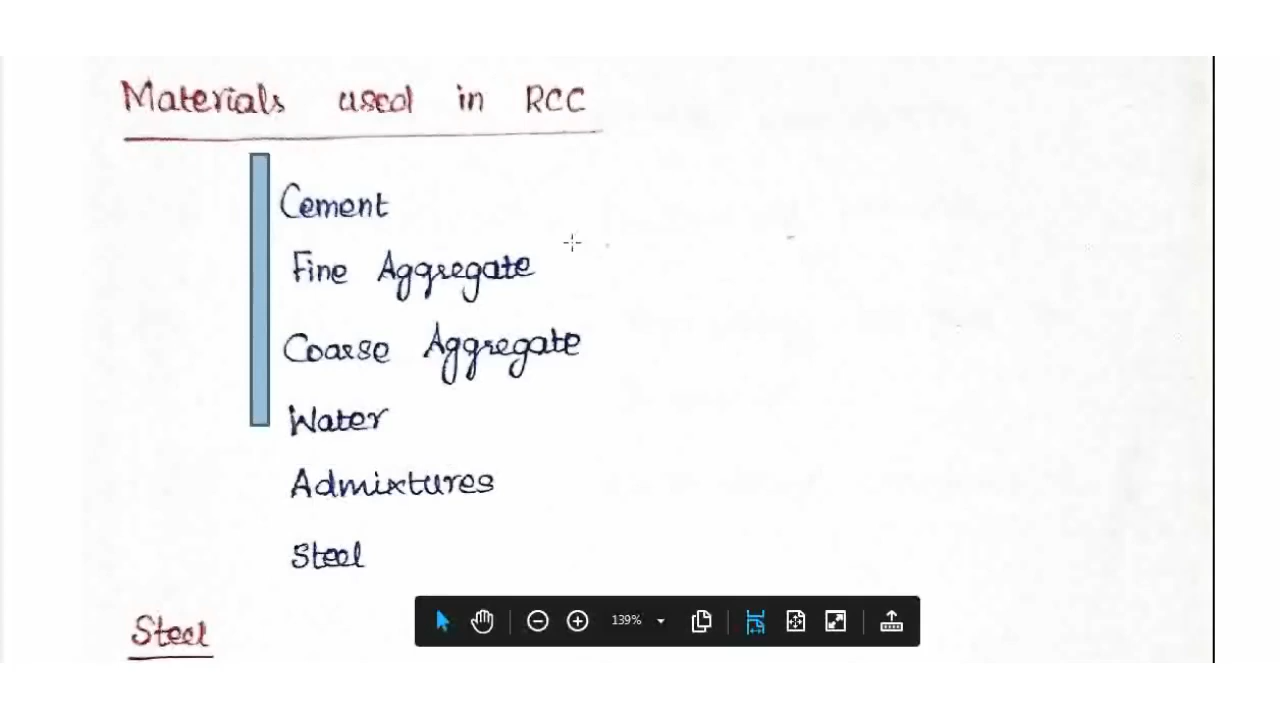 Materials used in RCC
Cement
Fine Aggregate
Coarse Aggregate
Water
Admixtures
Steel
139%
Steel